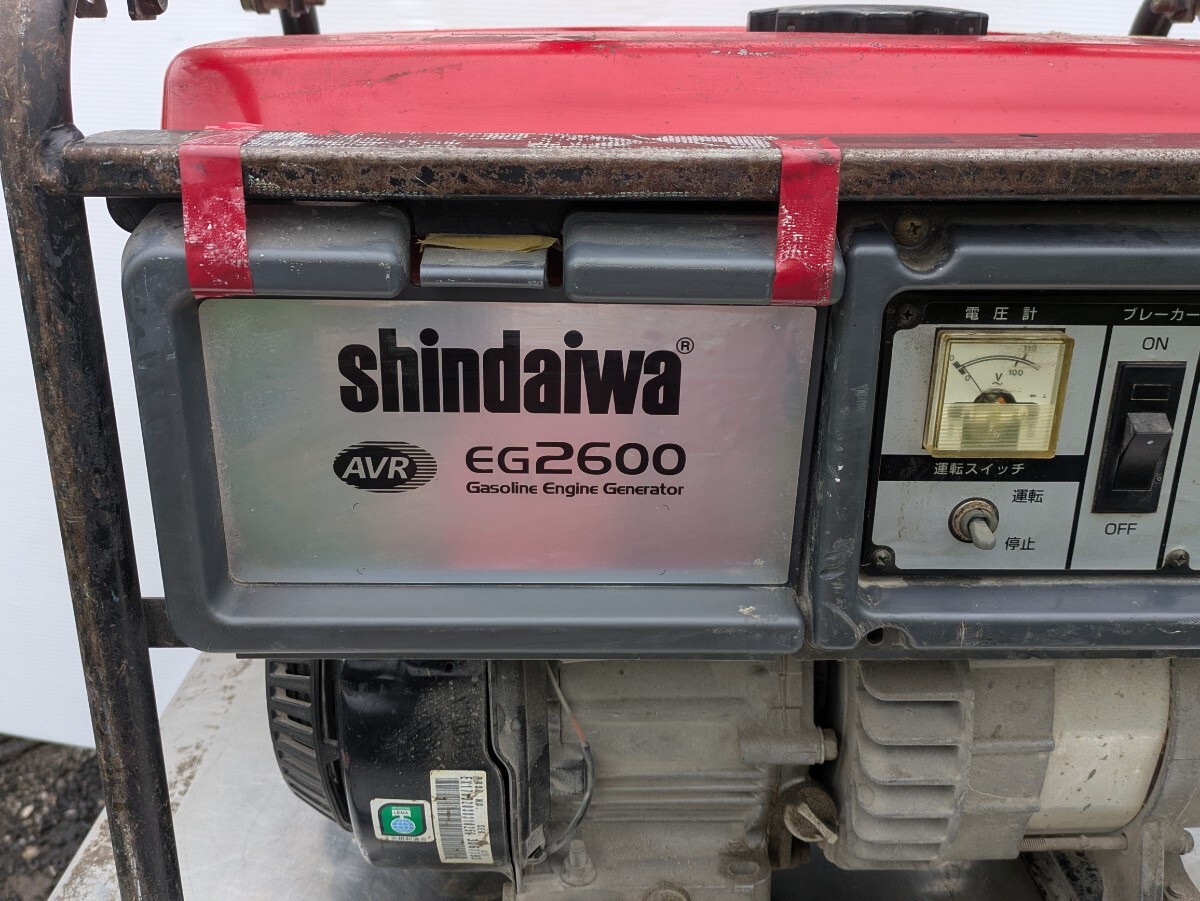 shindaiwa®
AVR
EG2600
Gasoline Engine Generator
電圧計
ブレーカー
ON
0
100
V
運転スイッチ
運転
停止
OFF